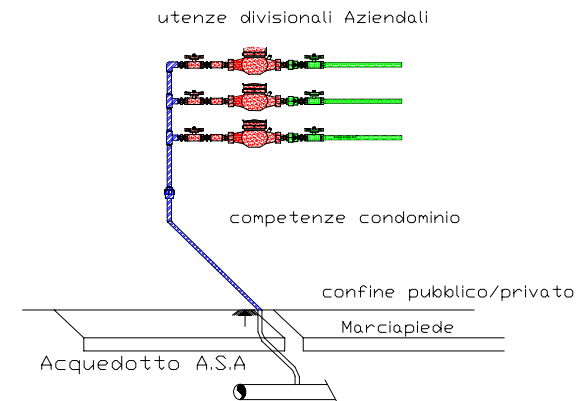 utenze divisionali Aziendali
competenze condominio
confine pubblico/privato
Marciapiede
Acquedotto A.S.A